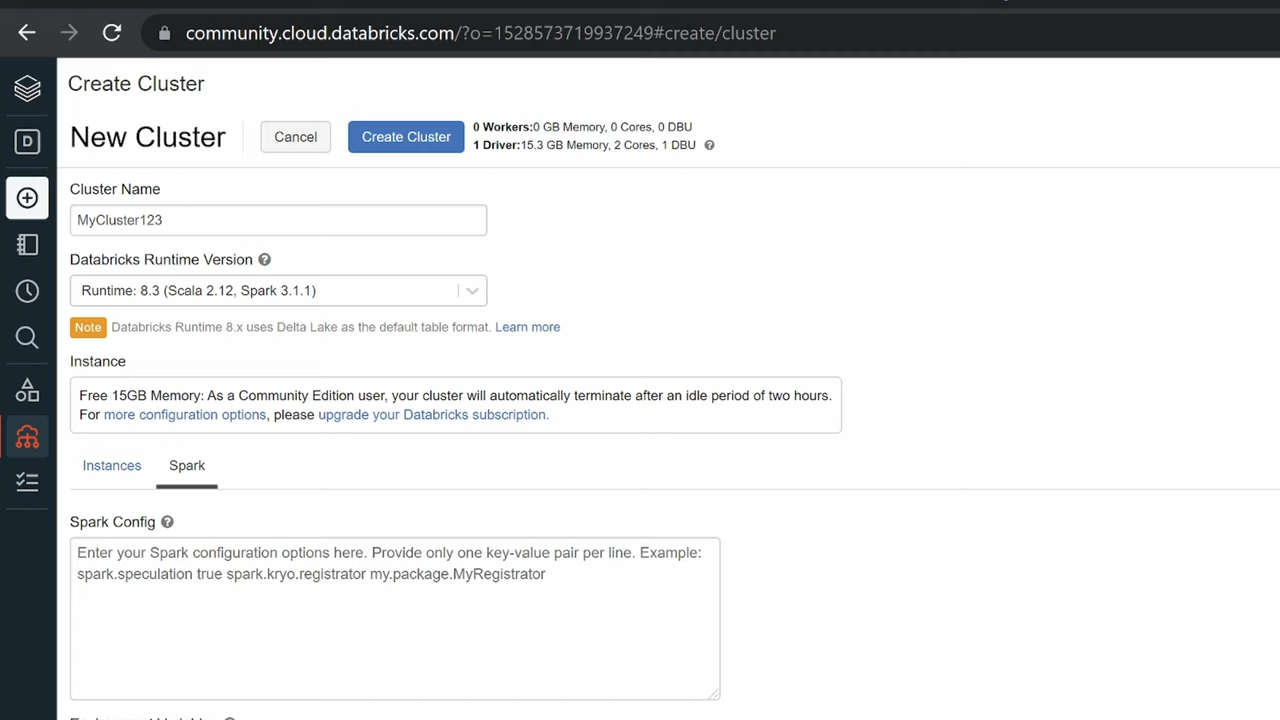 community.cloud.databricks.com/?o=1528573719937249#create/cluster
Create Cluster
D
New Cluster
Cancel
Create Cluster
0 Workers:0 GB Memory, 0 Cores, 0 DBU
1 Driver:15.3 GB Memory, 2 Cores, 1 DBU ?
Cluster Name
MyCluster123
Databricks Runtime Version ?
Runtime: 8.3 (Scala 2.12, Spark 3.1.1)
Note Databricks Runtime 8.x uses Delta Lake as the default table format. Learn more
Instance
Free 15GB Memory: As a Community Edition user, your cluster will automatically terminate after an idle period of two hours.
For more configuration options, please upgrade your Databricks subscription.
Instances
Spark
Spark Config ?
Enter your Spark configuration options here. Provide only one key-value pair per line. Example:
spark.speculation true spark.kryo.registrator my.package.MyRegistrator